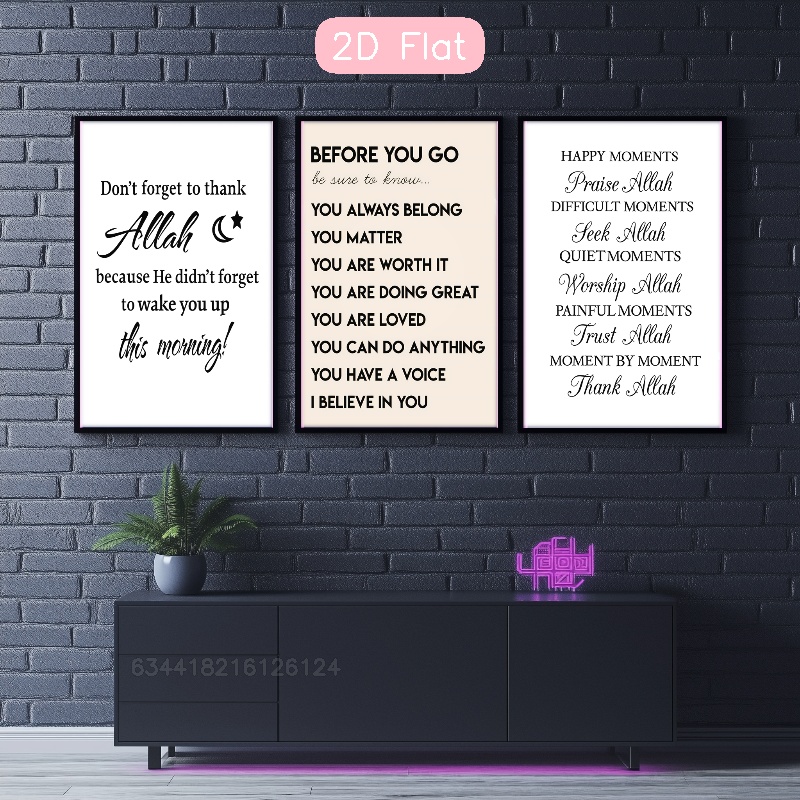 2D Flat
Don't forget to thank
Allah
because He didn't forget
to wake you up
this morning!
BEFORE YOU GO
be sure to know...
YOU ALWAYS BELONG
YOU MATTER
YOU ARE WORTH IT
YOU ARE DOING GREAT
YOU ARE LOVED
YOU CAN DO ANYTHING
YOU HAVE A VOICE
I BELIEVE IN YOU
HAPPY MOMENTS
Praise Allah
DIFFICULT MOMENTS
Seek Allah
QUIET MOMENTS
Worship Allah
PAINFUL MOMENTS
Trust Allah
MOMENT BY MOMENT
Thank Allah
634418216126124